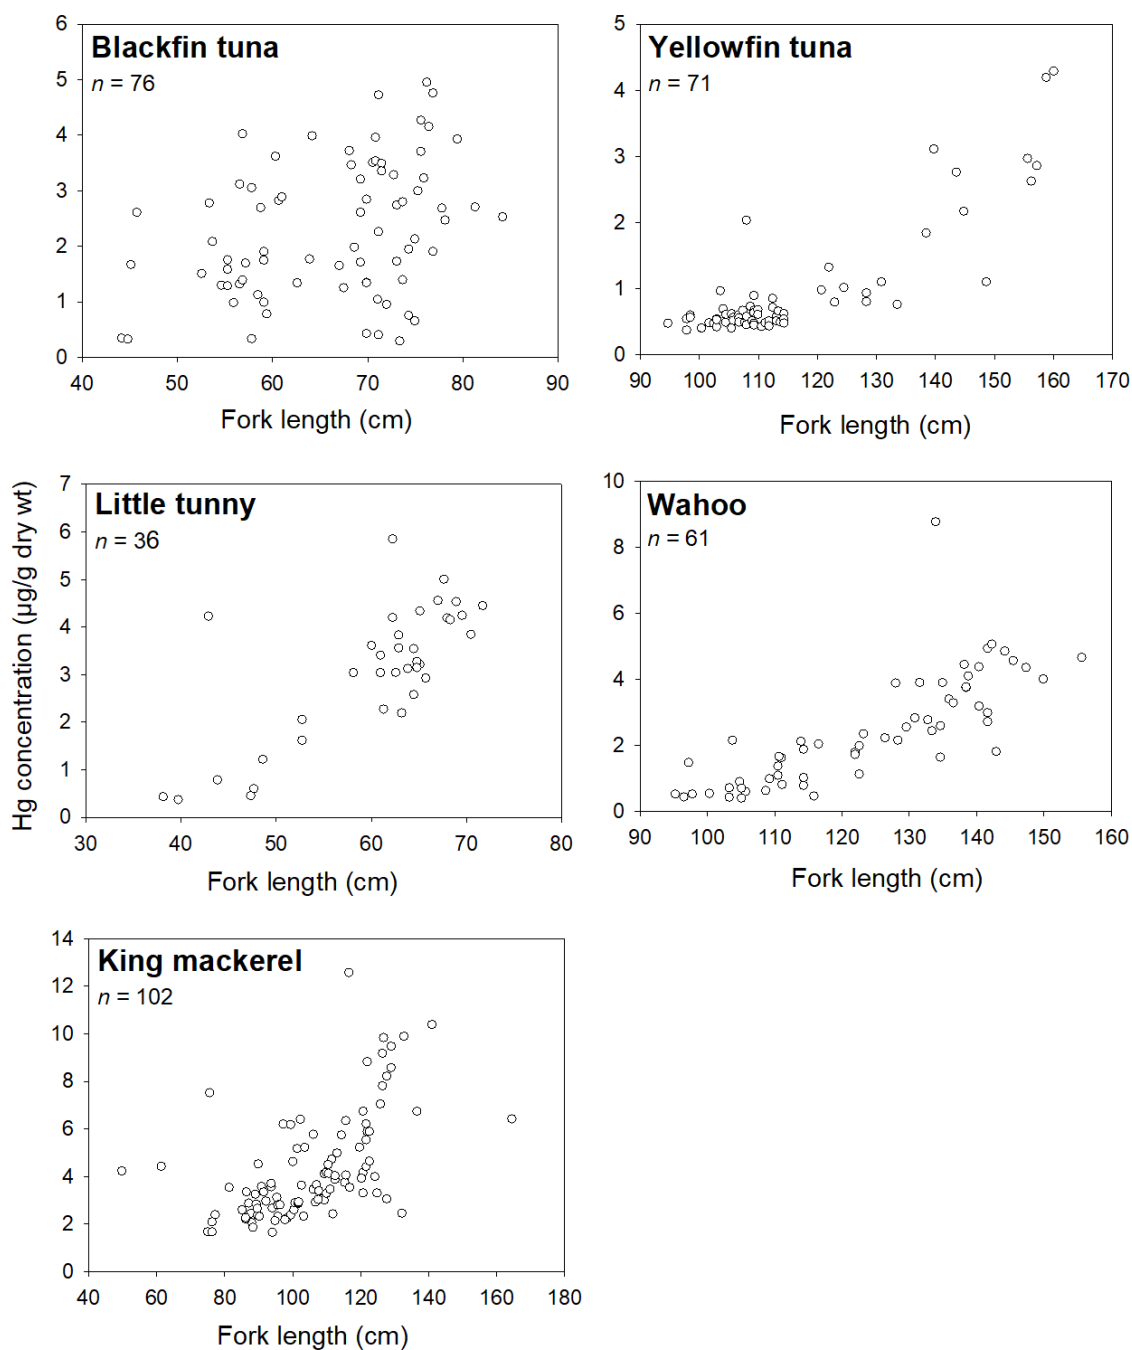 Blackfin tuna
n = 76
6
5
4
3
2
1
0
40 50 60 70 80 90
Fork length (cm)
Yellowfin tuna
n = 71
5
4
3
2
1
0
90 100 110 120 130 140 150 160 170
Fork length (cm)
Hg concentration (µg/g dry wt)
Little tunny
n = 36
7
6
5
4
3
2
1
0
30 40 50 60 70 80
Fork length (cm)
Wahoo
n = 61
10
8
6
4
2
0
90 100 110 120 130 140 150 160
Fork length (cm)
King mackerel
n = 102
14
12
10
8
6
4
2
0
40 60 80 100 120 140 160 180
Fork length (cm)